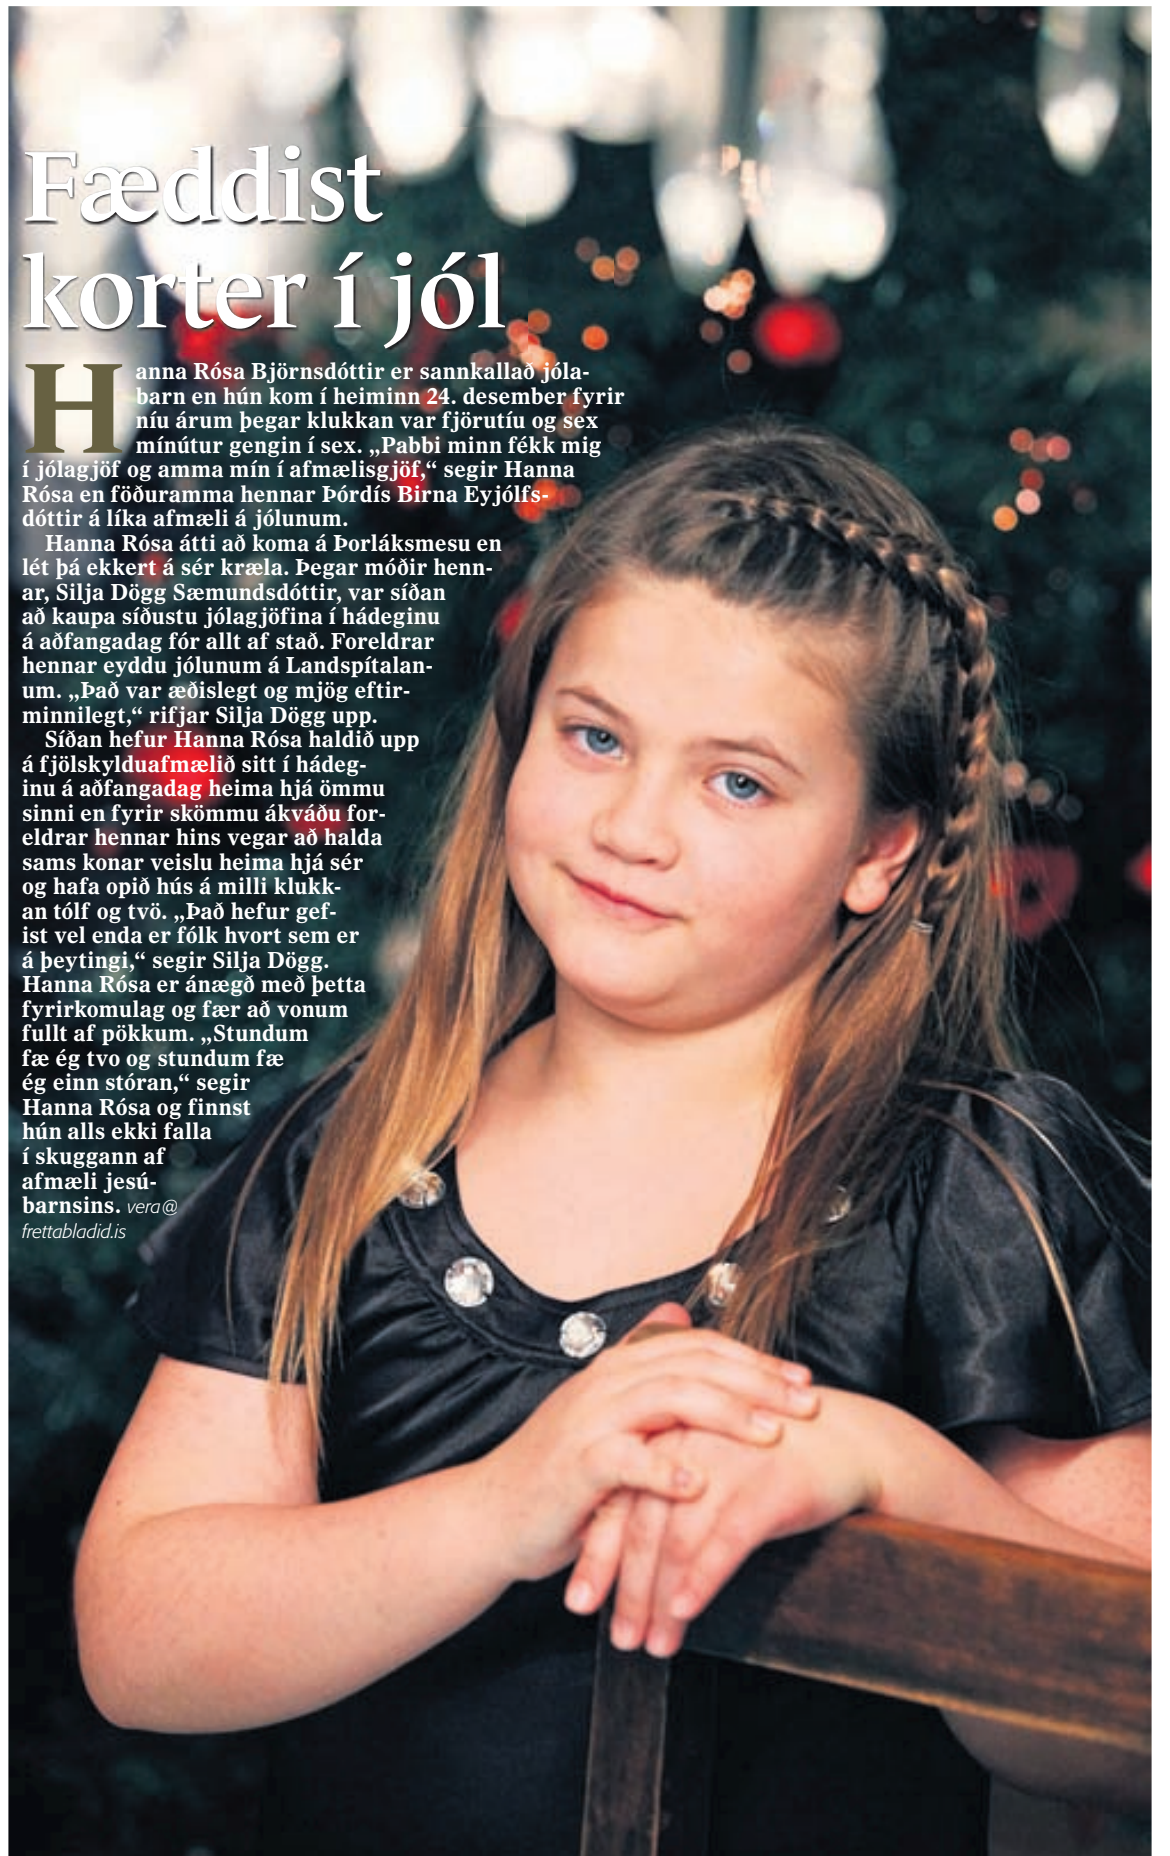 Fæddist
korter í jól
Hanna Rósa Björnsdóttir er sannkallað jóla-
barn en hún kom í heiminn 24. desember fyrir
níu árum þegar klukkan var fjörutíu og sex
mínútur gengin í sex. „Pabbi minn fékk mig
í jólagjöf og amma mín í afmælisgjöf,“ segir Hanna
Rósa en föðuramma hennar Þórdís Birna Eyjólfs-
dóttir á líka afmæli á jólunum.
Hanna Rósa átti að koma á Þorláksmesu en
lét þá ekkert á sér kræla. Þegar móðir henn-
ar, Silja Dögg Sæmundsdóttir, var síðan
að kaupa síðustu jólagjöfina í hádeginu
á aðfangadag fór allt af stað. Foreldrar
hennar eyddu jólunum á Landspítalan-
um. „Það var æðislegt og mjög eftir-
minnilegt,“ rifjar Silja Dögg upp.
Síðan hefur Hanna Rósa haldið upp
á fjölskylduafmælið sitt í hádeg-
inu á aðfangadag heima hjá ömmu
sinni en fyrir skömmu ákváðu for-
eldrar hennar hins vegar að halda
sams konar veislu heima hjá sér
og hafa opið hús á milli klukk-
an tólf og tvö. „Það hefur gef-
ist vel enda er fólk hvort sem er
á þeytingi,“ segir Silja Dögg.
Hanna Rósa er ánægð með þetta
fyrirkomulag og fær að vonum
fullt af pökkum. „Stundum
fæ ég tvo og stundum fæ
ég einn stóran,“ segir
Hanna Rósa og finnst
hún alls ekki falla
í skuggann af
afmæli jesú-
barnsins. vera@
frettabladid.is